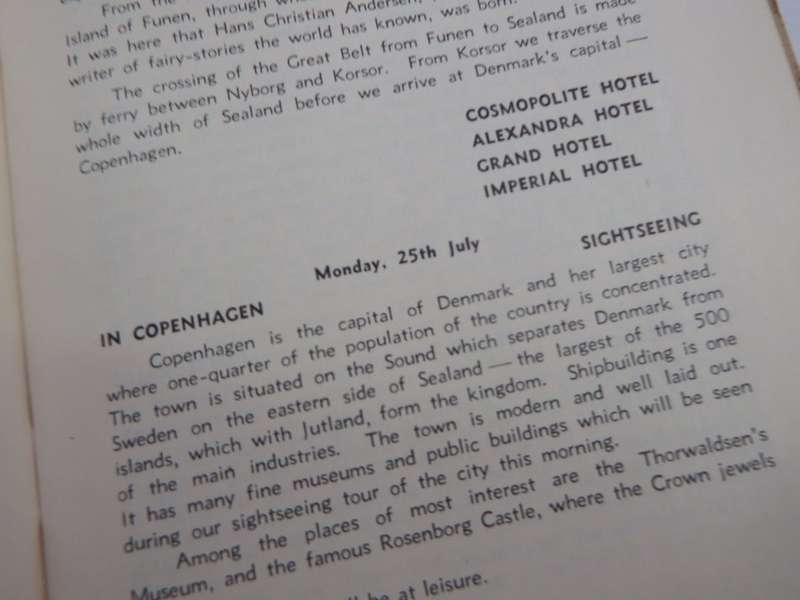 From the
Island of Funen, through
It was here that Hans Christian Andersen,
writer of fairy-stories the world has known, was born.
The crossing of the Great Belt from Funen to Sealand is made
by ferry between Nyborg and Korsor. From Korsor we traverse the
whole width of Sealand before we arrive at Denmark's capital —
Copenhagen.
COSMOPOLITE HOTEL
ALEXANDRA HOTEL
GRAND HOTEL
IMPERIAL HOTEL
Monday, 25th July
IN COPENHAGEN SIGHTSEEING
Copenhagen is the capital of Denmark and her largest city
where one-quarter of the population of the country is concentrated.
The town is situated on the Sound which separates Denmark from
Sweden on the eastern side of Sealand — the largest of the 500
islands, which with Jutland, form the kingdom. Shipbuilding is one
of the main industries. The town is modern and well laid out.
It has many fine museums and public buildings which will be seen
during our sightseeing tour of the city this morning.
Among the places of most interest are the Thorwaldsen's
Museum, and the famous Rosenborg Castle, where the Crown jewels
be at leisure.